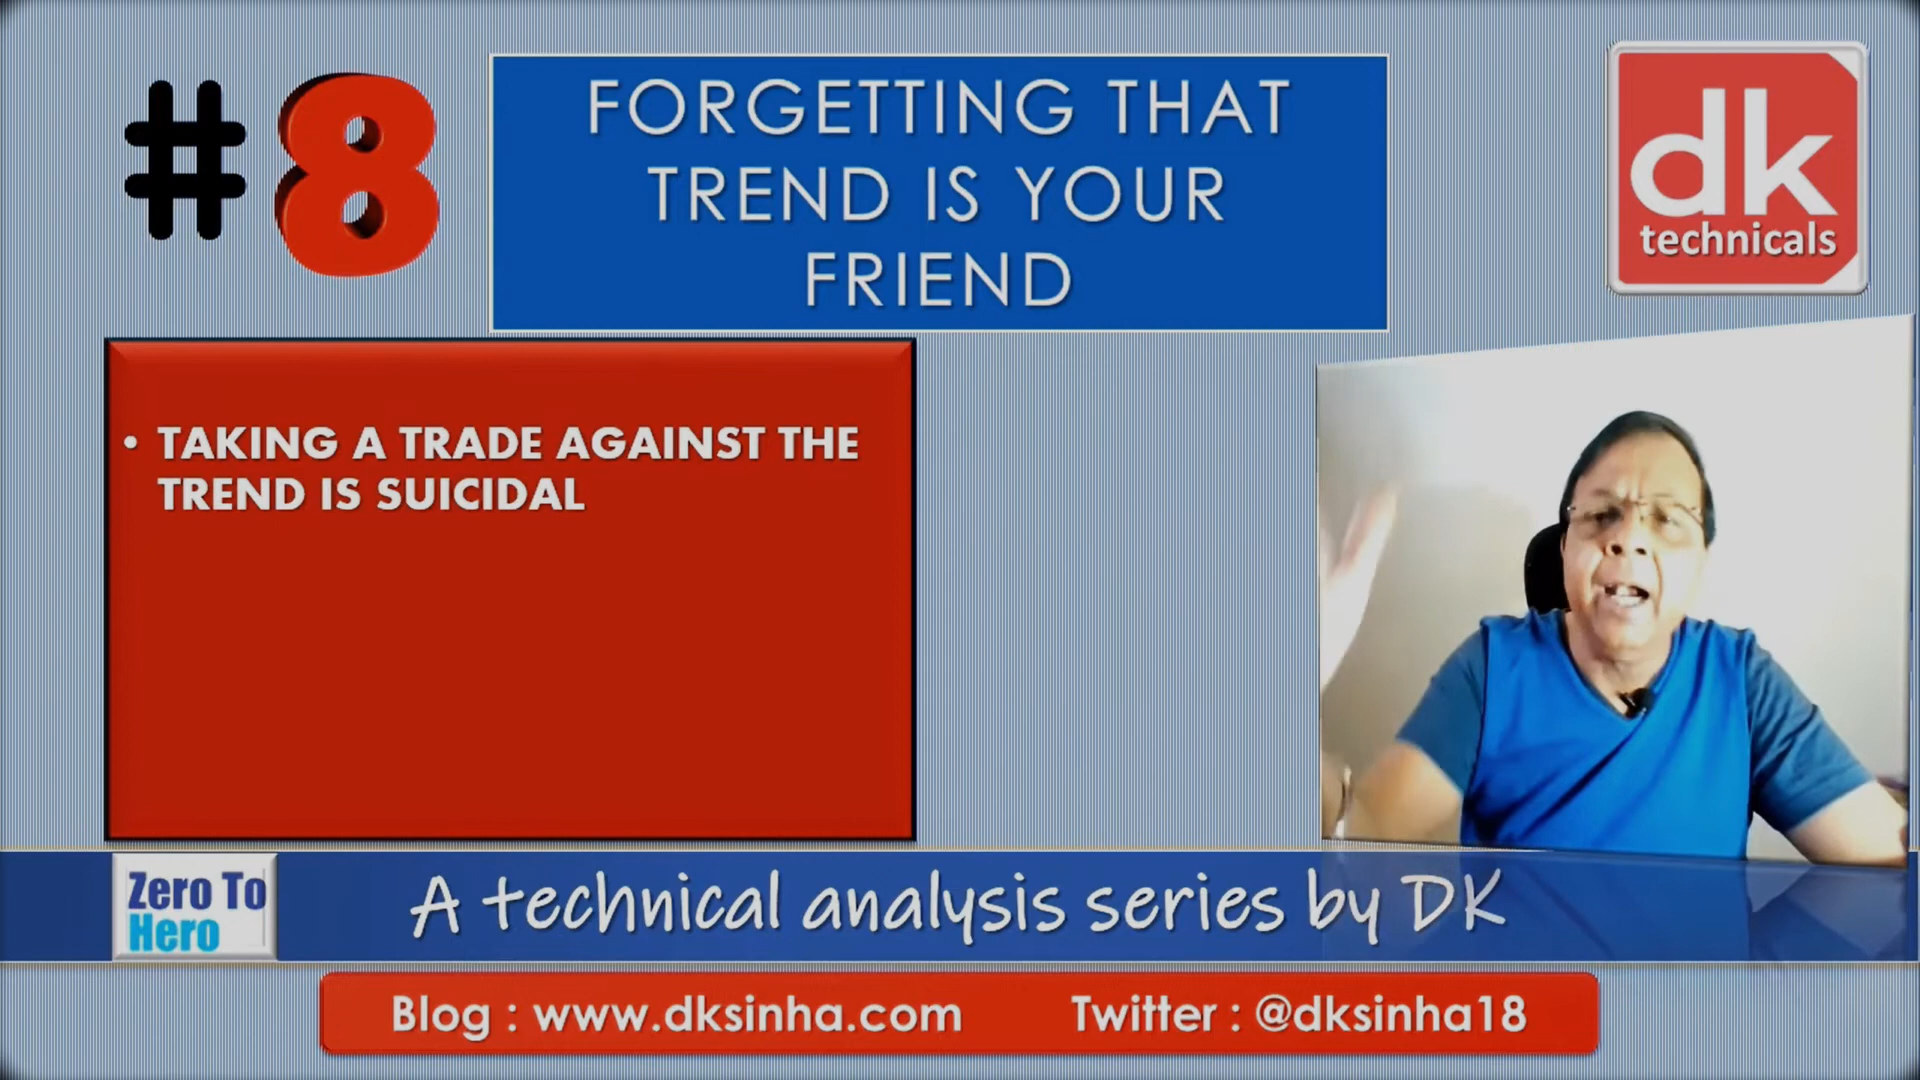 #8
FORGETTING THAT
TREND IS YOUR
FRIEND
dk
technicals
• TAKING A TRADE AGAINST THE
TREND IS SUICIDAL
Zero To
Hero
A technical analysis series by DK
Blog : www.dksinha.com
Twitter : @dksinha18